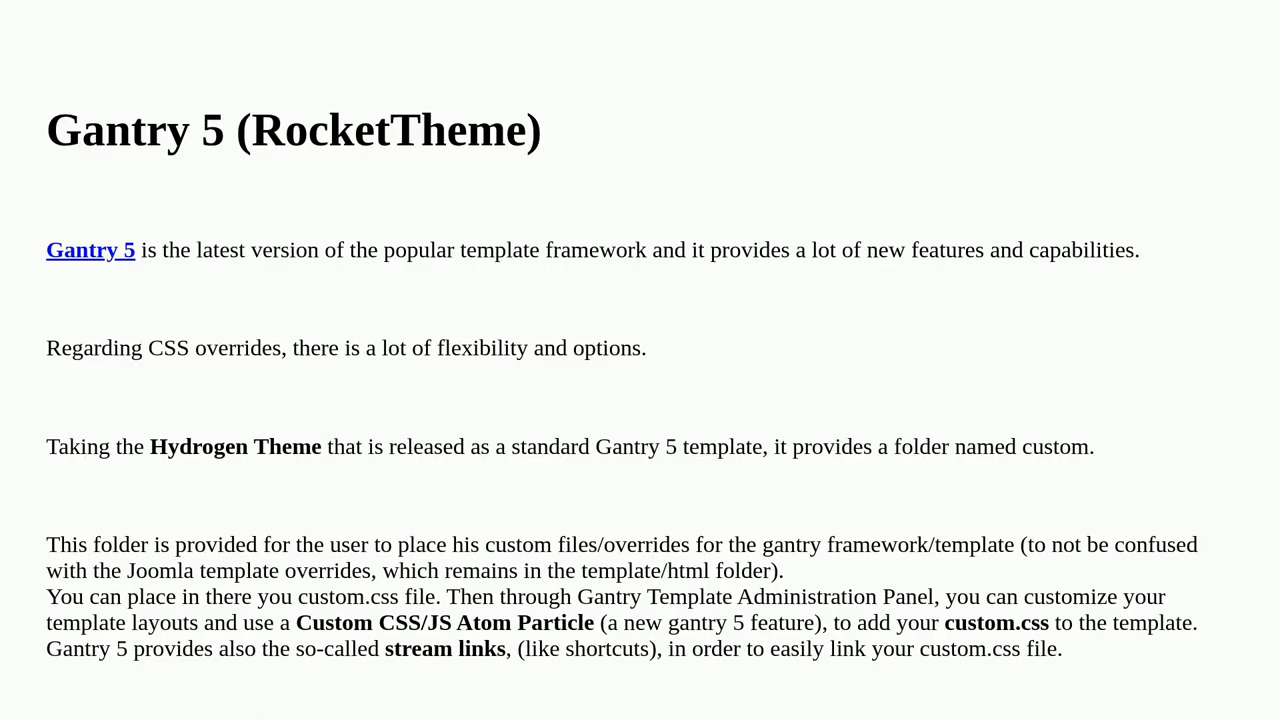 Gantry 5 (RocketTheme)
Gantry 5 is the latest version of the popular template framework and it provides a lot of new features and capabilities.
Regarding CSS overrides, there is a lot of flexibility and options.
Taking the Hydrogen Theme that is released as a standard Gantry 5 template, it provides a folder named custom.
This folder is provided for the user to place his custom files/overrides for the gantry framework/template (to not be confused
with the Joomla template overrides, which remains in the template/html folder).
You can place in there you custom.css file. Then through Gantry Template Administration Panel, you can customize your
template layouts and use a Custom CSS/JS Atom Particle (a new gantry 5 feature), to add your custom.css to the template.
Gantry 5 provides also the so-called stream links, (like shortcuts), in order to easily link your custom.css file.